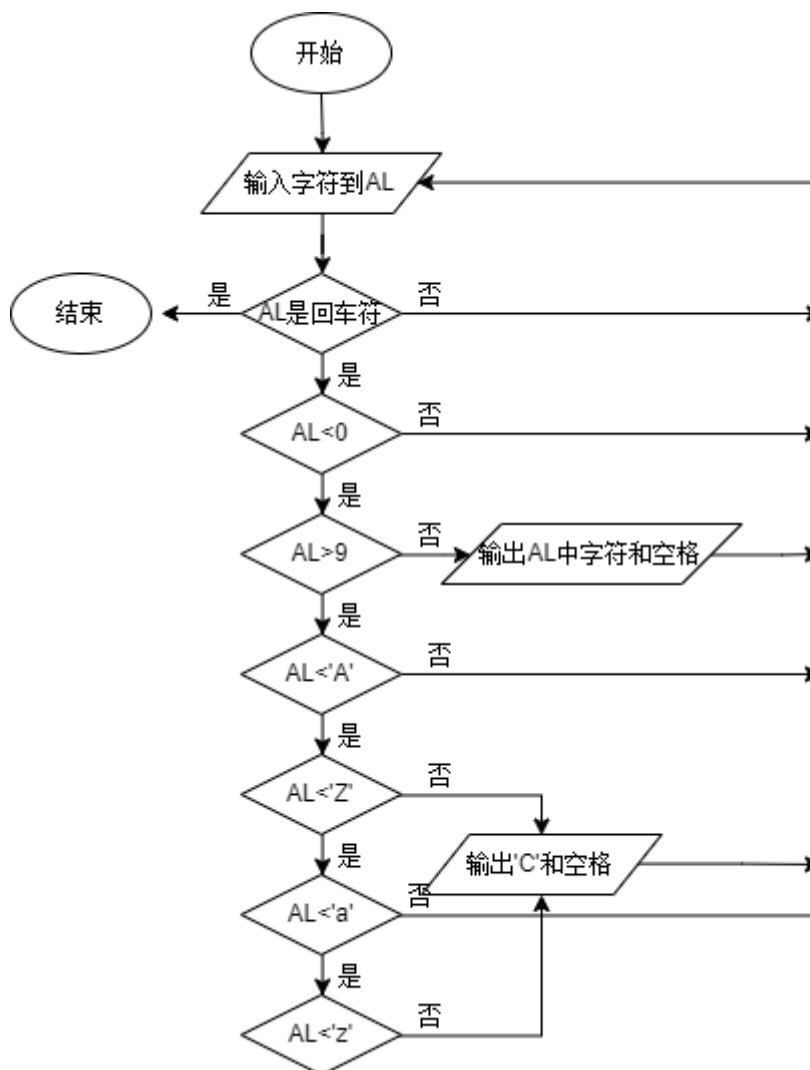 开始
输入字符到AL
是
否
结束
AL是回车符
是
否
AL<0
是
否
AL>9
输出AL中字符和空格
是
否
AL<'A'
是
否
AL<'Z'
输出'C'和空格
是
否
AL<'a'
是
否
AL<'z'